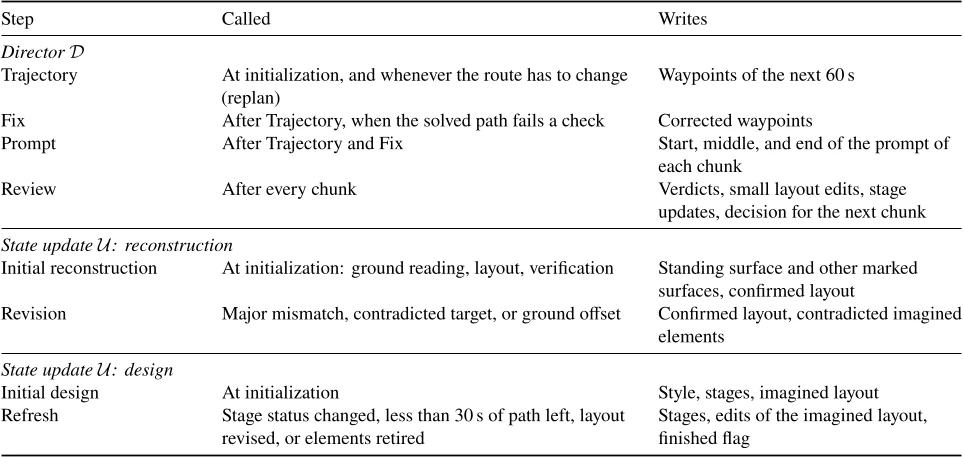 Step Called Writes
Director D
Trajectory At initialization, and whenever the route has to change Waypoints of the next 60 s
(replan)
Fix After Trajectory, when the solved path fails a check Corrected waypoints
Prompt After Trajectory and Fix Start, middle, and end of the prompt of
each chunk
Review After every chunk Verdicts, small layout edits, stage
updates, decision for the next chunk
State update U: reconstruction
Initial reconstruction At initialization: ground reading, layout, verification Standing surface and other marked
surfaces, confirmed layout
Revision Major mismatch, contradicted target, or ground offset Confirmed layout, contradicted imagined
elements
State update U: design
Initial design At initialization Style, stages, imagined layout
Refresh Stage status changed, less than 30 s of path left, layout Stages, edits of the imagined layout,
revised, or elements retired finished flag